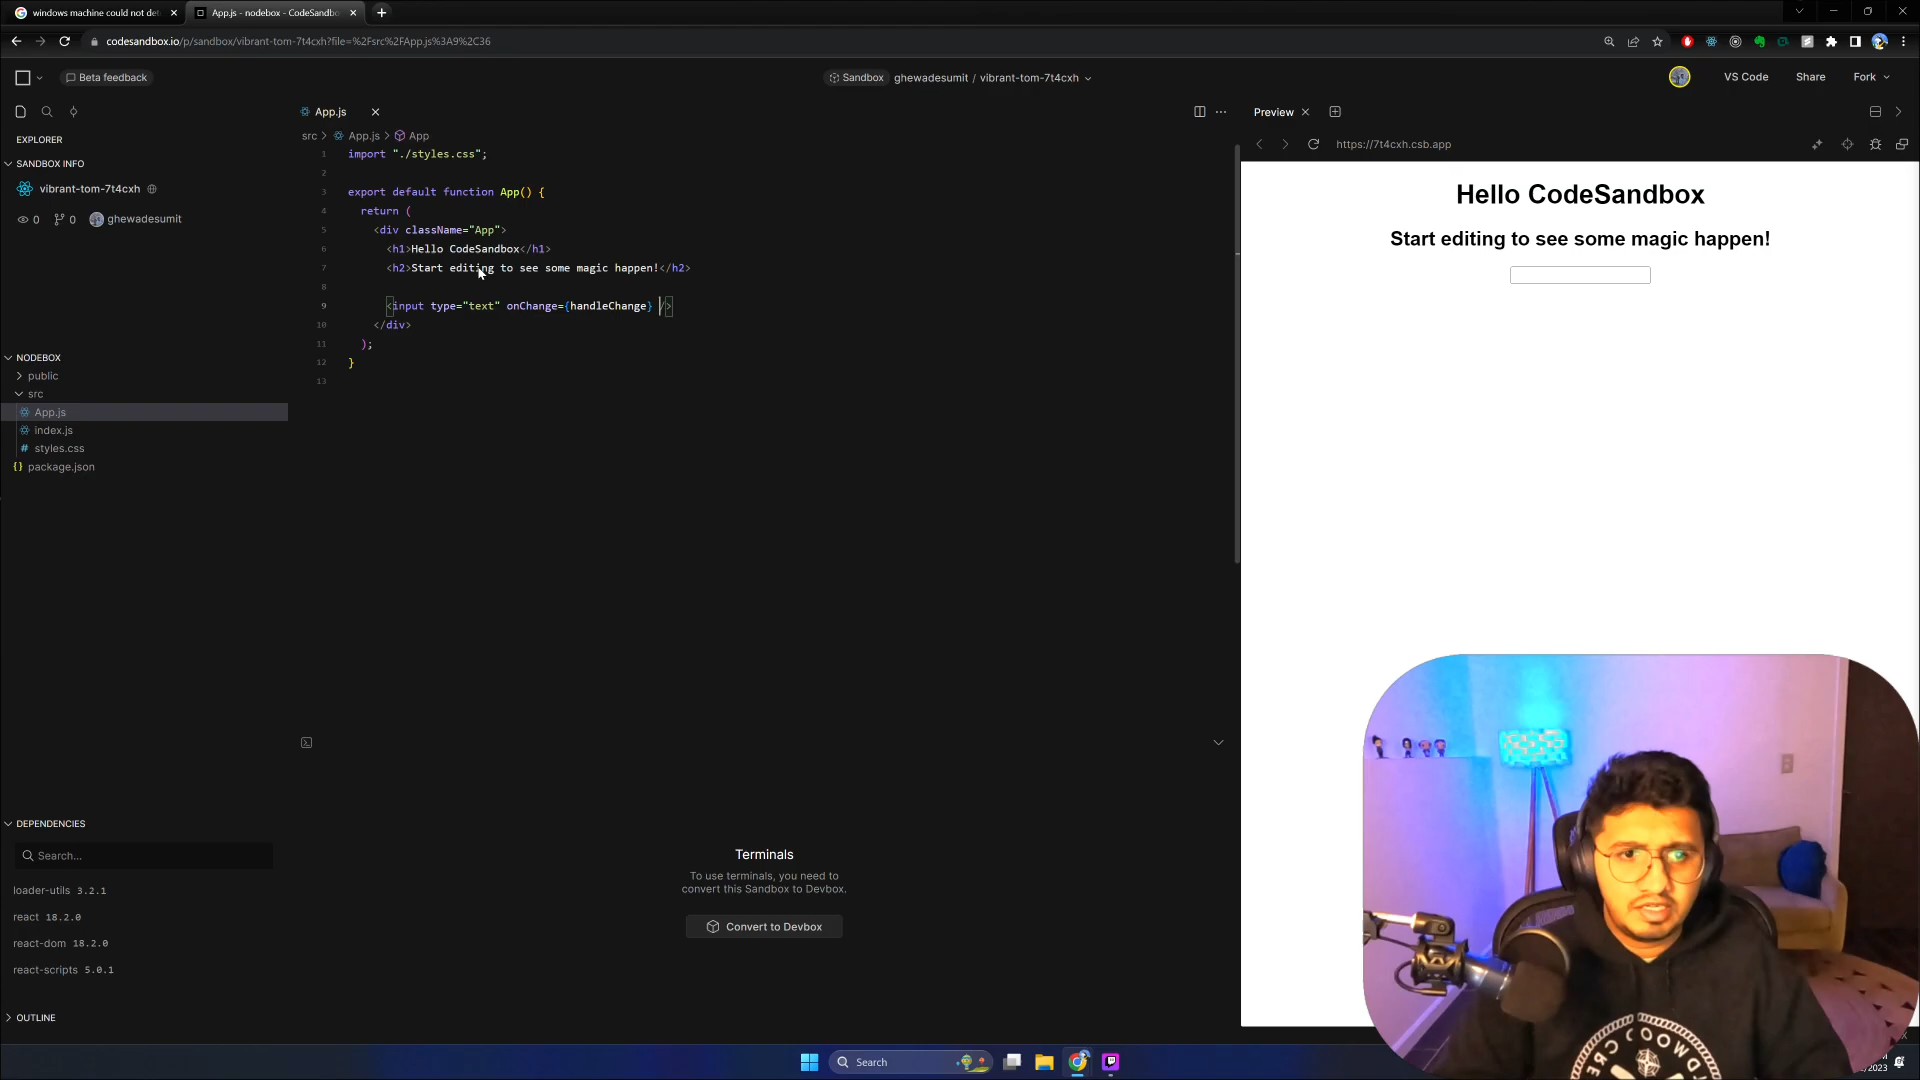 windows machine could not det
App.js - nodebox - CodeSandbo
codesandbox.io/p/sandbox/vibrant-tom-7t4cxh?file=%2Fsrc%2FApp.js%3A9%2C36
Beta feedback
Sandbox ghewadesumit / vibrant-tom-7t4cxh
VS Code Share Fork
App.js
Preview
EXPLORER
src > App.js > App
https://7t4cxh.csb.app
SANDBOX INFO
vibrant-tom-7t4cxh
0 0 ghewadesumit
1 import "./styles.css";
2
3 export default function App() {
4 return (
5 <div className="App">
6 <h1>Hello CodeSandbox</h1>
7 <h2>Start editing to see some magic happen!</h2>
8
9 <input type="text" onChange={handleChange} />
10 </div>
11 );
12 }
13
Hello CodeSandbox
Start editing to see some magic happen!
NODEBOX
public
src
App.js
index.js
styles.css
{} package.json
DEPENDENCIES
Search...
loader-utils 3.2.1
react 18.2.0
react-dom 18.2.0
react-scripts 5.0.1
OUTLINE
Terminals
To use terminals, you need to
convert this Sandbox to Devbox.
Convert to Devbox
Search
/2023